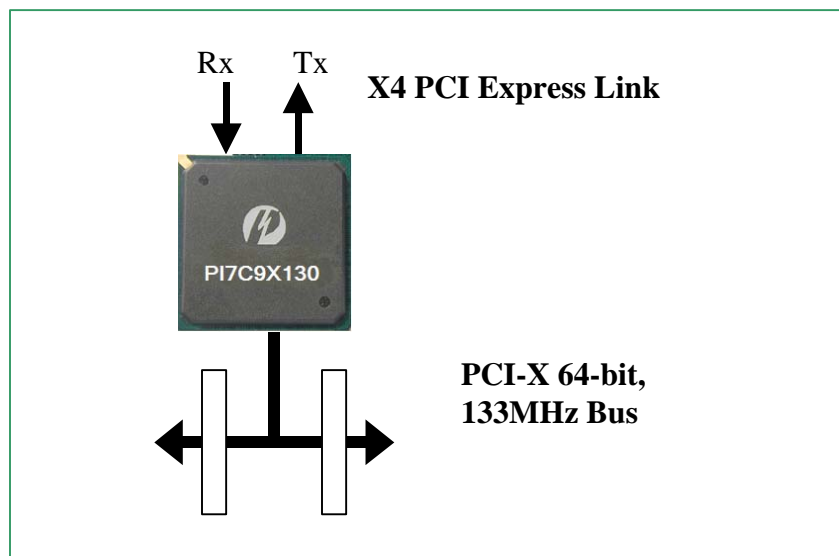 Rx Tx
X4 PCI Express Link
PI7C9X130
PCI-X 64-bit,
133MHz Bus